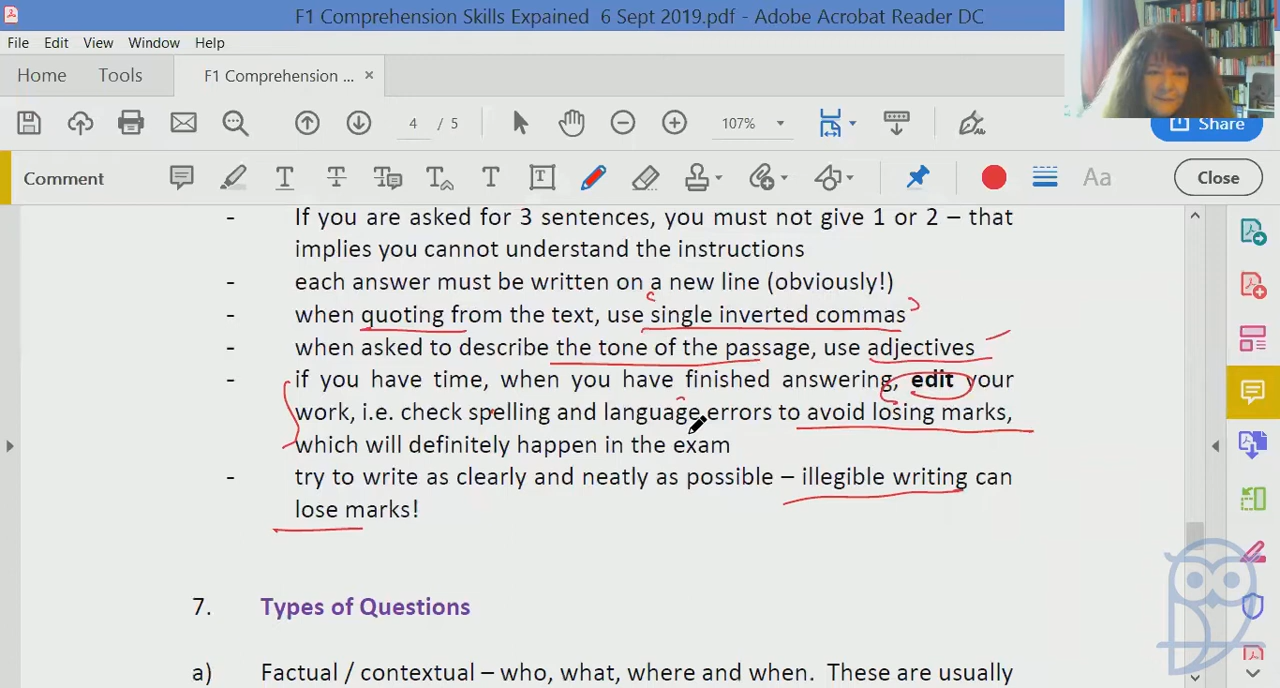 F1 Comprehension Skills Expained 6 Sept 2019.pdf - Adobe Acrobat Reader DC
File Edit View Window Help
Home Tools F1 Comprehension ... ×
4 / 5 107% Share
Comment T T T T T T Aa Close
- If you are asked for 3 sentences, you must not give 1 or 2 – that
implies you cannot understand the instructions
- each answer must be written on a new line (obviously!)
- when quoting from the text, use single inverted commas
- when asked to describe the tone of the passage, use adjectives
- if you have time, when you have finished answering, edit your
work, i.e. check spelling and language errors to avoid losing marks,
which will definitely happen in the exam
- try to write as clearly and neatly as possible – illegible writing can
lose marks!
7. Types of Questions
a) Factual / contextual – who, what, where and when. These are usually